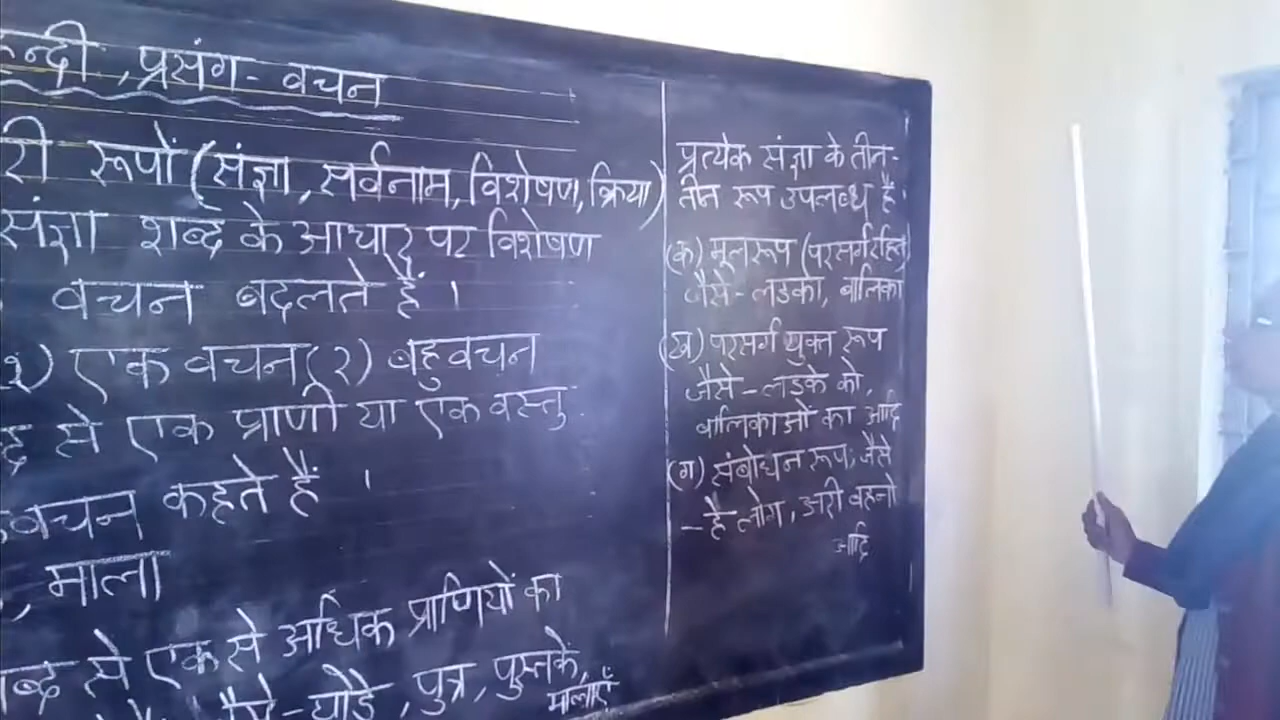 हिन्दी, प्रसंग - वचन
री रूपों (संज्ञा, सर्वनाम, विशेषण, क्रिया)
संज्ञा शब्द के आधार पर विशेषण
वचन बदलते हैं ।
१) एक वचन (२) बहुवचन
द से एक प्राणी या एक वस्तु
वचन कहते हैं ।
, माला
ब्द से एक से अधिक प्राणियों का
जैसे - घोड़े, पुत्र, पुस्तकें,
मालाएँ
प्रत्येक संज्ञा के तीन -
तीन रूप उपलब्ध हैं ।
(क) मूलरूप (परसर्गरहित)
जैसे - लड़का, बालिका
(ख) परसर्ग युक्त रूप
जैसे - लड़के को,
बालिकाओं का आदि
(ग) संबोधन रूप; जैसे
- हे लोग, अरी बहनो
आदि